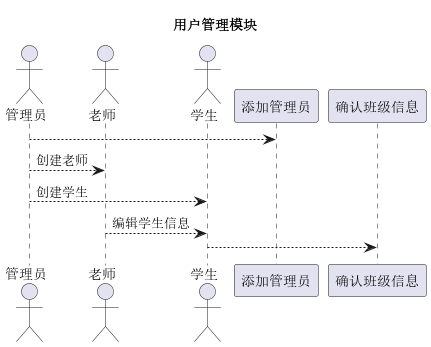 用户管理模块
管理员 老师 学生 添加管理员 确认班级信息
创建老师
创建学生
编辑学生信息
管理员 老师 学生 添加管理员 确认班级信息